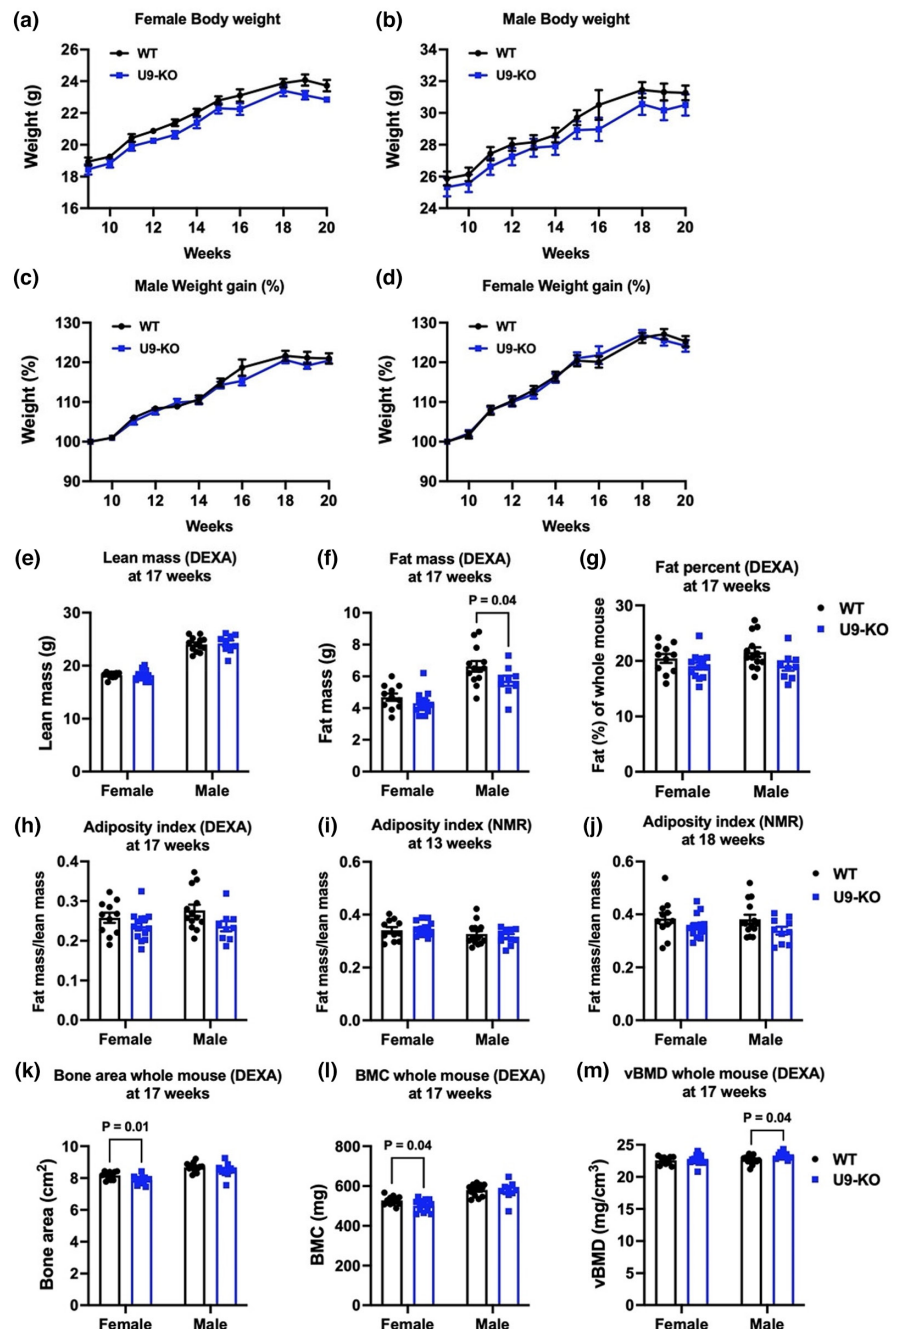 (a)
Female Body weight
Weight (g)
26
24
22
20
18
16
WT
U9-KO
10 12 14 16 18 20
Weeks
(b)
Male Body weight
Weight (g)
34
32
30
28
26
24
WT
U9-KO
10 12 14 16 18 20
Weeks
(c)
Male Weight gain (%)
Weight (%)
130
120
110
100
90
WT
U9-KO
10 12 14 16 18 20
Weeks
(d)
Female Weight gain (%)
Weight (%)
130
120
110
100
90
WT
U9-KO
10 12 14 16 18 20
Weeks
(e)
Lean mass (DEXA)
at 17 weeks
Lean mass (g)
30
20
10
0
Female Male
(f)
Fat mass (DEXA)
at 17 weeks
P = 0.04
Fat mass (g)
10
8
6
4
2
0
Female Male
(g)
Fat percent (DEXA)
at 17 weeks
Fat (%) of whole mouse
30
20
10
0
Female Male
WT
U9-KO
(h)
Adiposity index (DEXA)
at 17 weeks
Fat mass/lean mass
0.4
0.3
0.2
0.1
0.0
Female Male
(i)
Adiposity index (NMR)
at 13 weeks
Fat mass/lean mass
0.6
0.4
0.2
0.0
Female Male
(j)
Adiposity index (NMR)
at 18 weeks
Fat mass/lean mass
0.6
0.4
0.2
0.0
Female Male
WT
U9-KO
(k)
Bone area whole mouse (DEXA)
at 17 weeks
P = 0.01
Bone area (cm2)
10
8
6
4
2
0
Female Male
(l)
BMC whole mouse (DEXA)
at 17 weeks
P = 0.04
BMC (mg)
800
600
400
200
0
Female Male
(m)
vBMD whole mouse (DEXA)
at 17 weeks
P = 0.04
vBMD (mg/cm3)
25
20
15
10
5
0
Female Male
WT
U9-KO